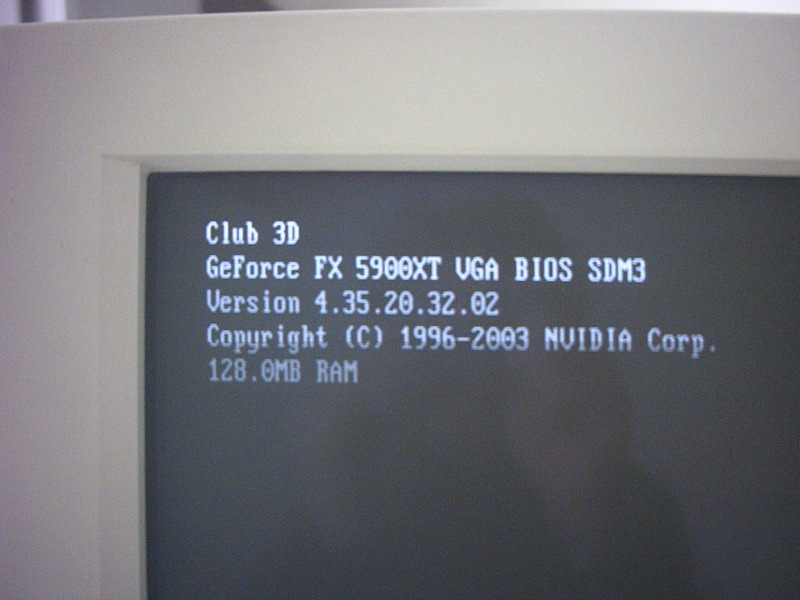 Club 3D
GeForce FX 5900XT VGA BIOS SDM3
Version 4.35.20.32.02
Copyright (C) 1996-2003 NVIDIA Corp.
128.0MB RAM